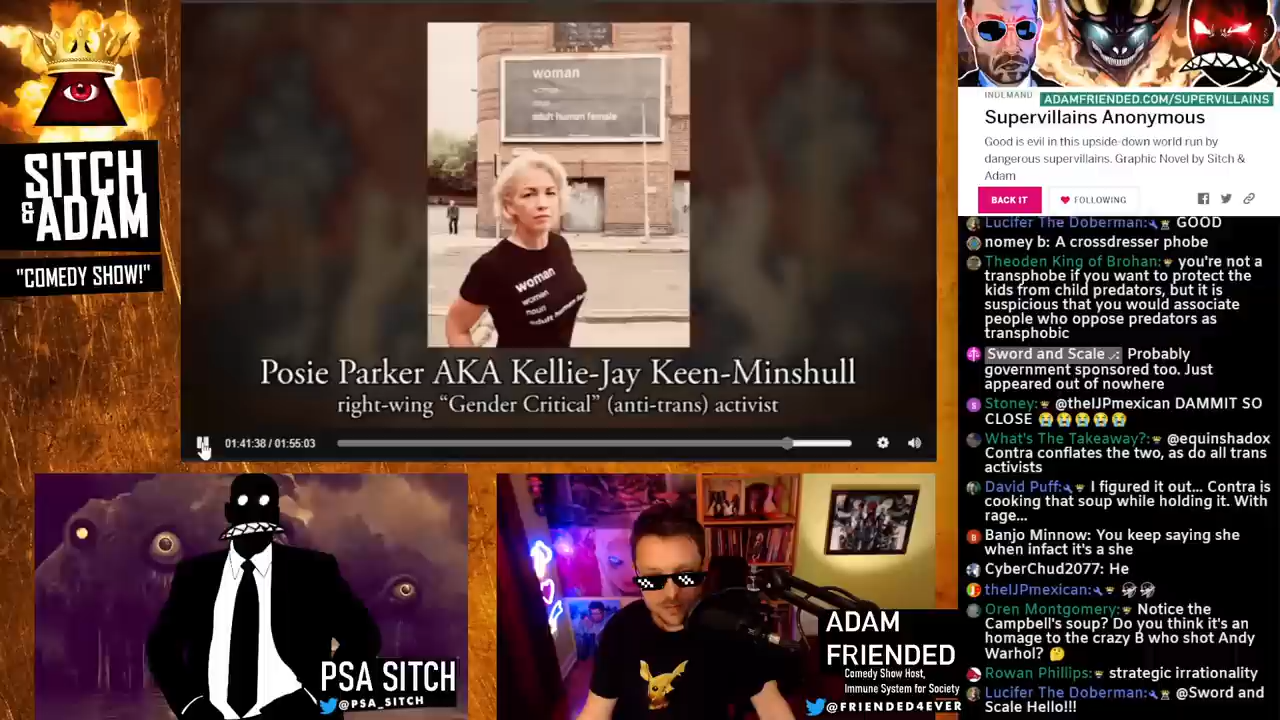 SITCH
& ADAM
"COMEDY SHOW!"
woman
adult human female
woman
woman
noun
Posie Parker AKA Kellie-Jay Keen-Minshull
right-wing “Gender Critical” (anti-trans) activist
01:41:38 / 01:55:03
PSA SITCH
@PSA_SITCH
ADAM
FRIENDED
Comedy Show Host,
Immune System for Society
@FRIENDED4EVER
INDEMAND
ADAMFRIENDED.COM/SUPERVILLAINS
Supervillains Anonymous
Good is evil in this upside-down world run by
dangerous supervillains. Graphic Novel by Sitch &
Adam
BACK IT
FOLLOWING
Lucifer The Doberman: GOOD
nomey b: A crossdresser phobe
Theoden King of Brohan: you're not a
transphobe if you want to protect the
kids from child predators, but it is
suspicious that you would associate
people who oppose predators as
transphobic
Sword and Scale : Probably
government sponsored too. Just
appeared out of nowhere
Stoney: @theIJPmexican DAMMIT SO
CLOSE 😭😭😭😭😭
What's The Takeaway?: @equinshadox
Contra conflates the two, as do all trans
activists
David Puff: I figured it out... Contra is
cooking that soup while holding it. With
rage...
Banjo Minnow: You keep saying she
when infact it's a she
CyberChud2077: He
theIJPmexican:
Oren Montgomery: Notice the
Campbell's soup? Do you think it's an
homage to the crazy B who shot Andy
Warhol? 🤔
Rowan Phillips: strategic irrationality
Lucifer The Doberman: @Sword and
Scale Hello!!!